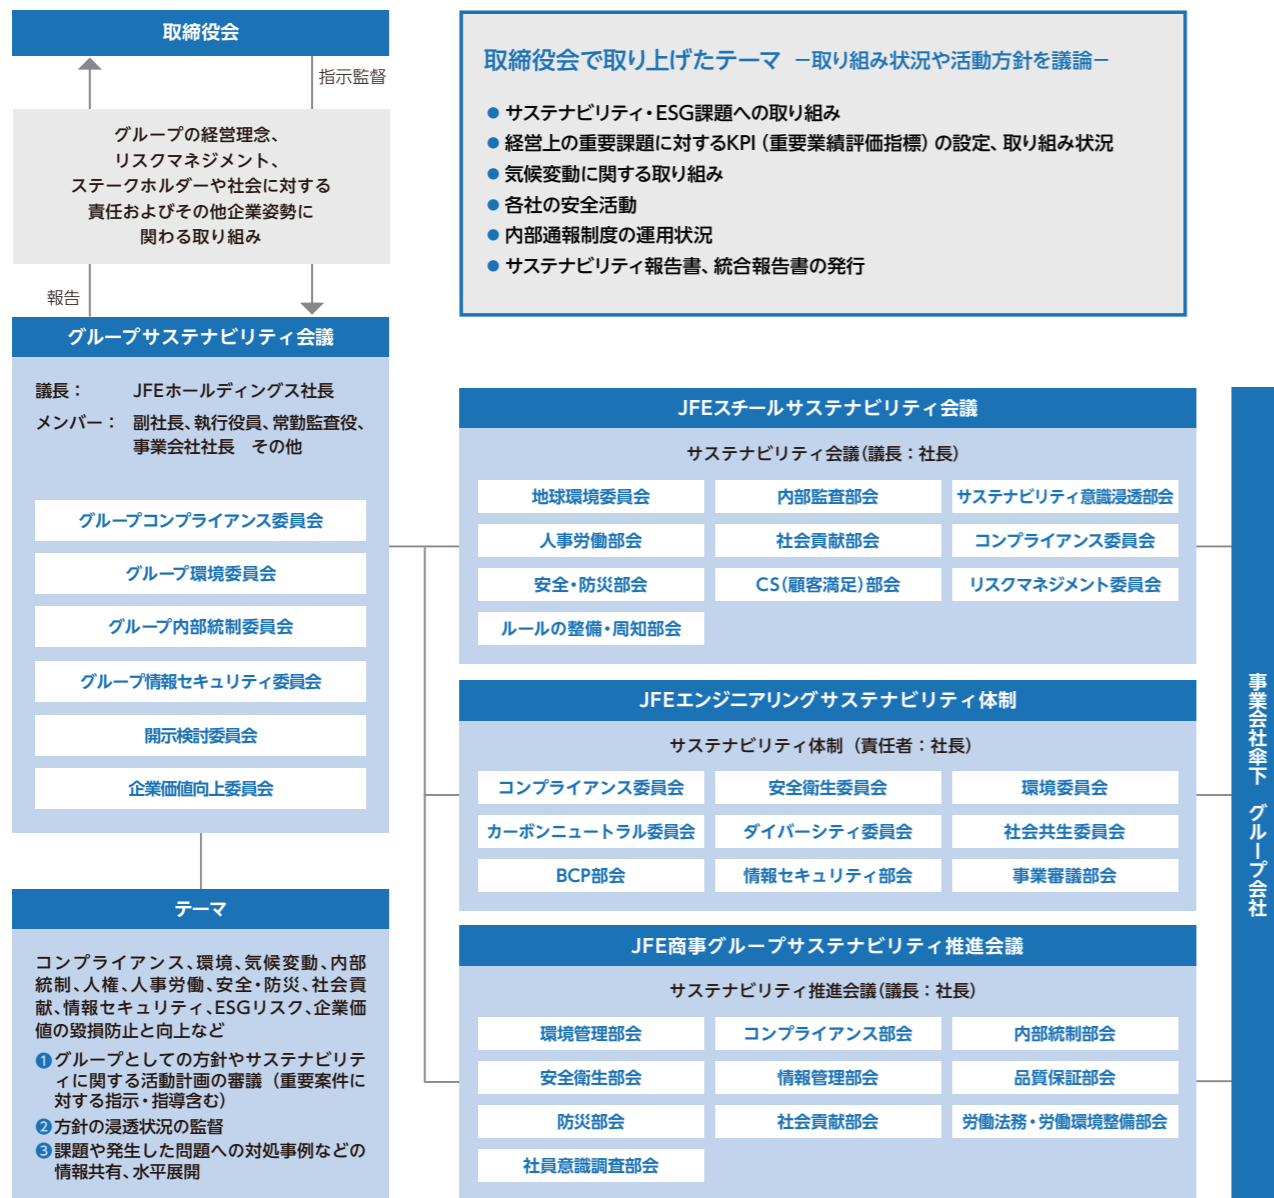 取締役会
指示監督
グループの経営理念、
リスクマネジメント、
ステークホルダーや社会に対する
責任およびその他企業姿勢に
関わる取り組み
報告
グループサステナビリティ会議
議長： JFEホールディングス社長
メンバー： 副社長、執行役員、常勤監査役、
事業会社社長　その他
グループコンプライアンス委員会
グループ環境委員会
グループ内部統制委員会
グループ情報セキュリティ委員会
開示検討委員会
企業価値向上委員会
テーマ
コンプライアンス、環境、気候変動、内部
統制、人権、人事労働、安全・防災、社会貢
献、情報セキュリティ、ESGリスク、企業価
値の毀損防止と向上など
❶グループとしての方針やサステナビリテ
ィに関する活動計画の審議（重要案件に
対する指示・指導含む）
❷方針の浸透状況の監督
❸課題や発生した問題への対処事例などの
情報共有、水平展開
取締役会で取り上げたテーマ －取り組み状況や活動方針を議論－
● サステナビリティ・ESG課題への取り組み
● 経営上の重要課題に対するKPI（重要業績評価指標）の設定、取り組み状況
● 気候変動に関する取り組み
● 各社の安全活動
● 内部通報制度の運用状況
● サステナビリティ報告書、統合報告書の発行
JFEスチールサステナビリティ会議
サステナビリティ会議（議長：社長）
地球環境委員会 内部監査部会 サステナビリティ意識浸透部会
人事労働部会 社会貢献部会 コンプライアンス委員会
安全・防災部会 CS（顧客満足）部会 リスクマネジメント委員会
ルールの整備・周知部会
JFEエンジニアリングサステナビリティ体制
サステナビリティ体制（責任者：社長）
コンプライアンス委員会 安全衛生委員会 環境委員会
カーボンニュートラル委員会 ダイバーシティ委員会 社会共生委員会
BCP部会 情報セキュリティ部会 事業審議部会
JFE商事グループサステナビリティ推進会議
サステナビリティ推進会議（議長：社長）
環境管理部会 コンプライアンス部会 内部統制部会
安全衛生部会 情報管理部会 品質保証部会
防災部会 社会貢献部会 労働法務・労働環境整備部会
社員意識調査部会
事業会社傘下　グループ会社